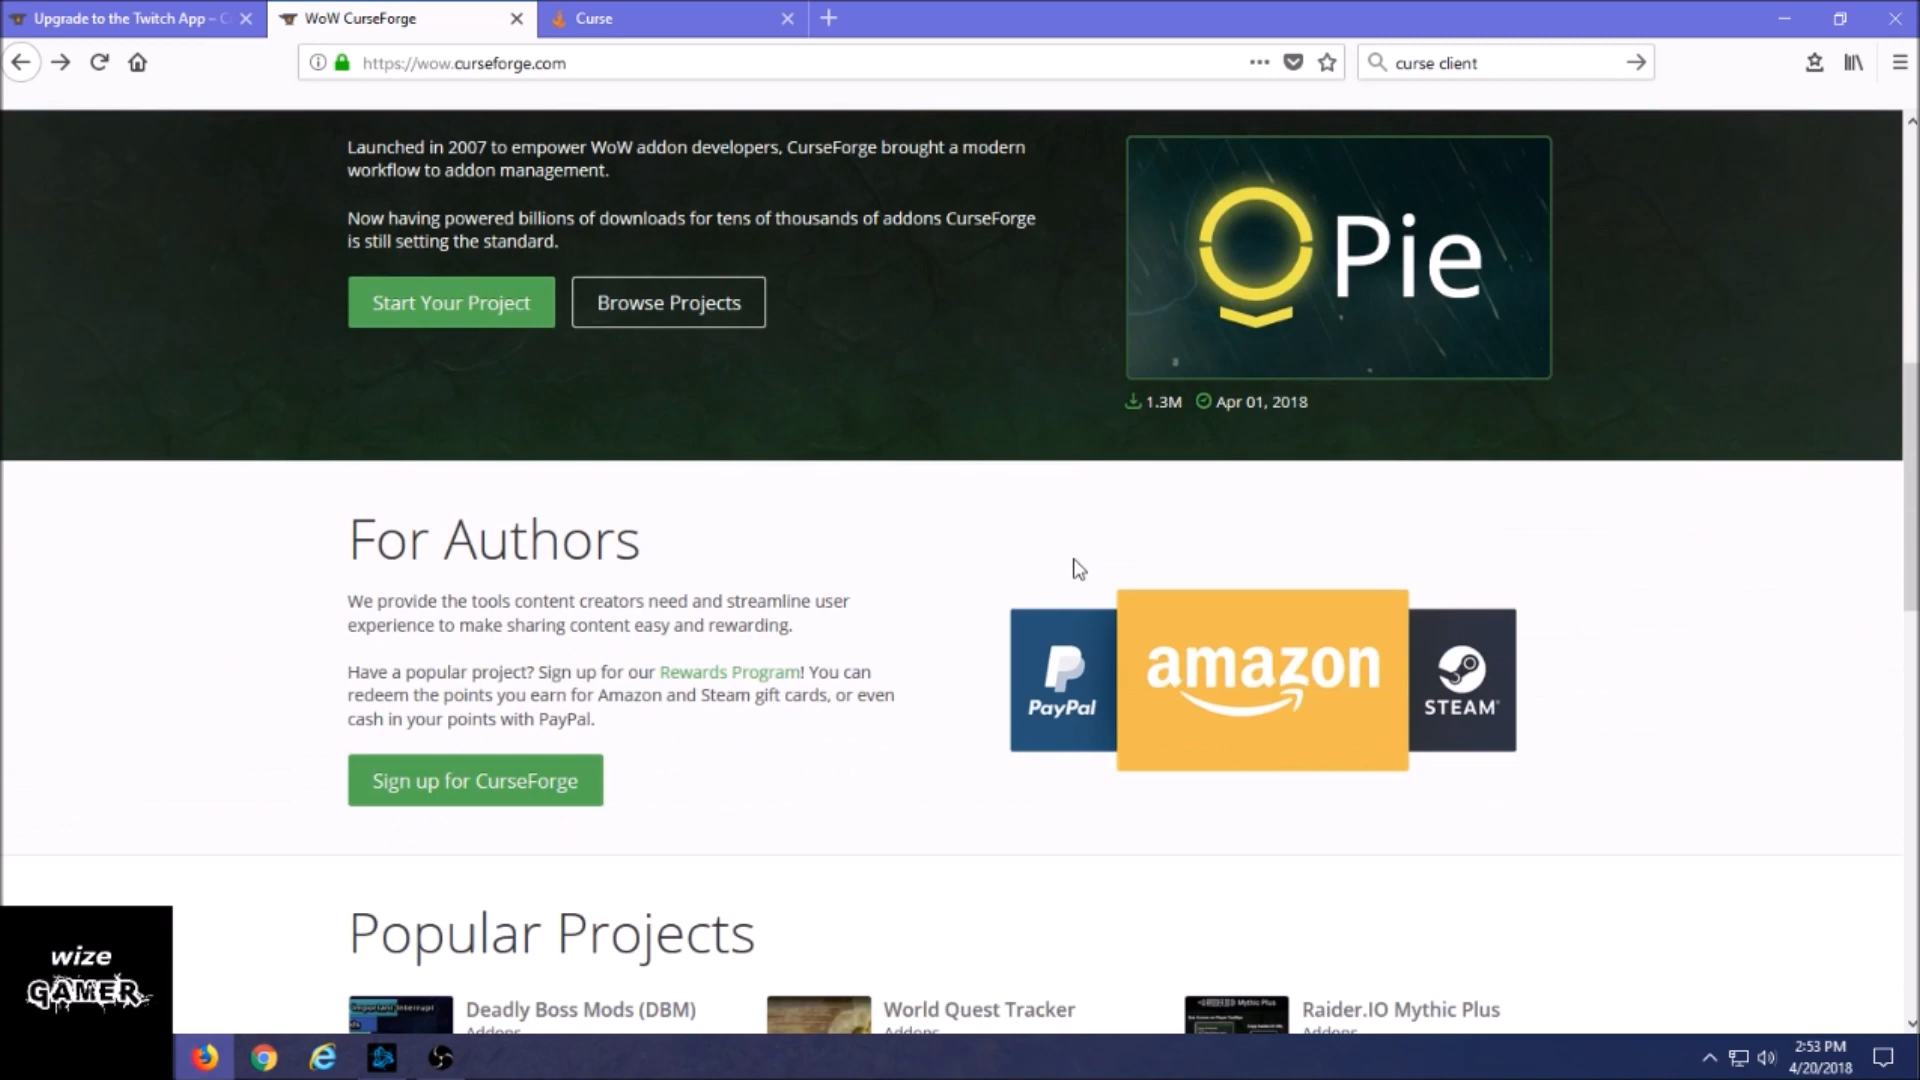 Upgrade to the Twitch App – C
WoW CurseForge
Curse
https://wow.curseforge.com
curse client
Launched in 2007 to empower WoW addon developers, CurseForge brought a modern
workflow to addon management.
Now having powered billions of downloads for tens of thousands of addons CurseForge
is still setting the standard.
Start Your Project
Browse Projects
OPie
1.3M
Apr 01, 2018
For Authors
We provide the tools content creators need and streamline user
experience to make sharing content easy and rewarding.
Have a popular project? Sign up for our Rewards Program! You can
redeem the points you earn for Amazon and Steam gift cards, or even
cash in your points with PayPal.
Sign up for CurseForge
PayPal
amazon
STEAM
Popular Projects
Deadly Boss Mods (DBM)
Addons
World Quest Tracker
Addons
Mythic Plus
Raider.IO Mythic Plus
Addons
wize
GAMER
2:53 PM
4/20/2018